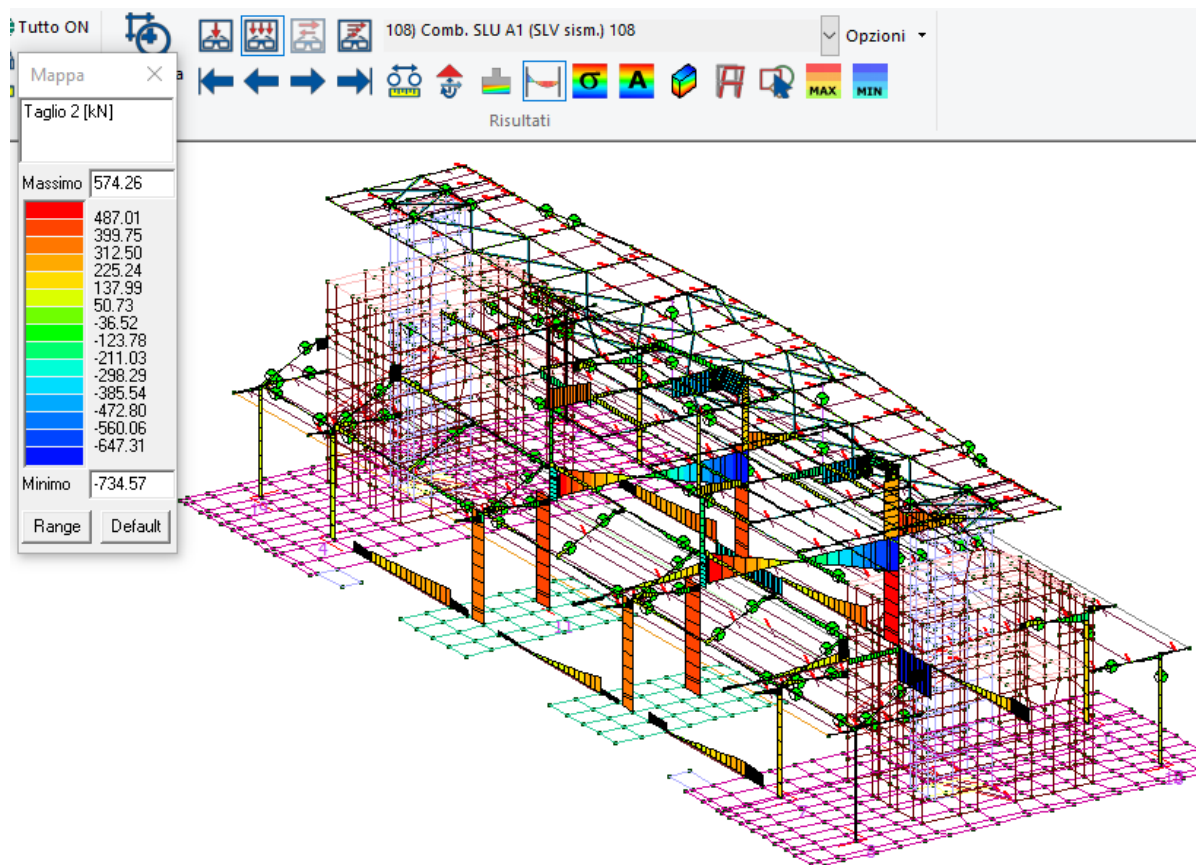 Tutto ON
108) Comb. SLU A1 (SLV sism.) 108
Opzioni
Mappa
a
σ
A
MAX
MIN
Risultati
Taglio 2 [kN]
Massimo 574.26
487.01
399.75
312.50
225.24
137.99
50.73
-36.52
-123.78
-211.03
-298.29
-385.54
-472.80
-560.06
-647.31
Minimo -734.57
Range Default
4
11